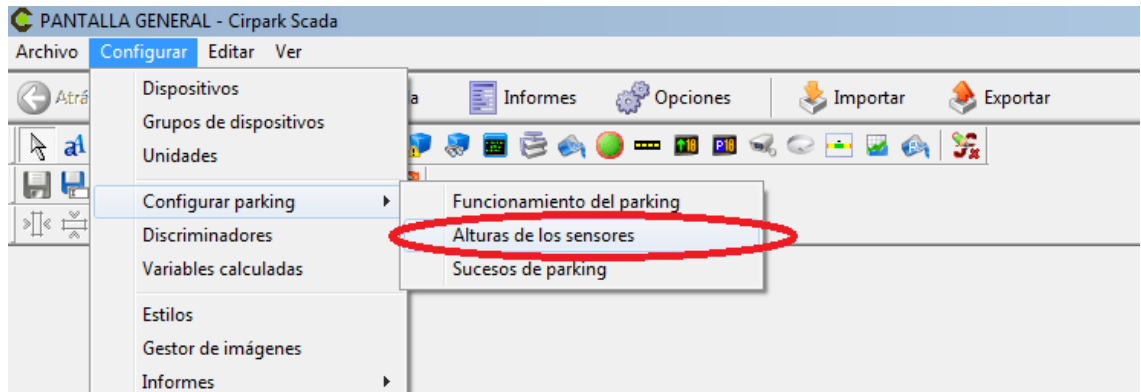 PANTALLA GENERAL - Cirpark Scada
Archivo Configurar Editar Ver
Atrá
a
Informes
Opciones
Importar
Exportar
Dispositivos
Grupos de dispositivos
Unidades
Configurar parking
Discriminadores
Variables calculadas
Estilos
Gestor de imágenes
Informes
Funcionamiento del parking
Alturas de los sensores
Sucesos de parking